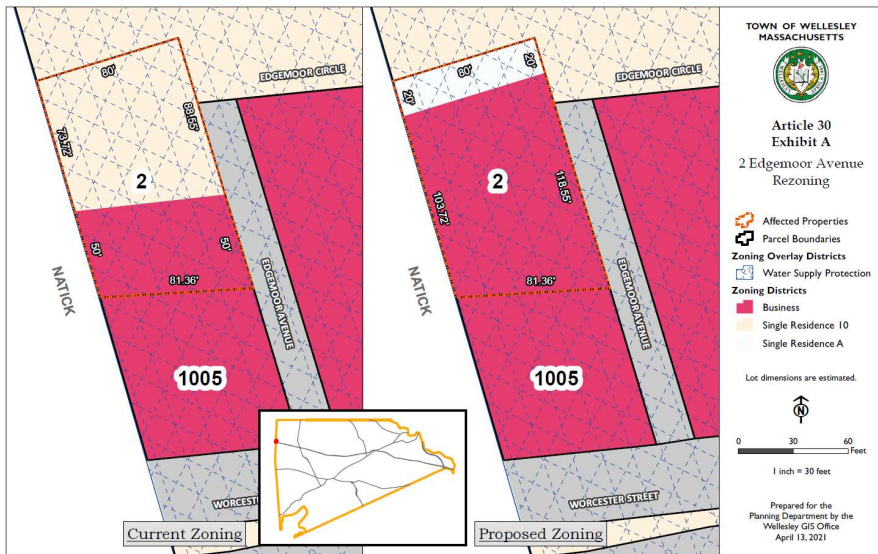 80'
EDGEMOOR CIRCLE
73.72'
88.55'
2
50'
50'
81.36'
NATICK
EDGEMOOR AVENUE
1005
WORCESTER STREET
Current Zoning
80'
20'
20'
EDGEMOOR CIRCLE
2
103.72'
118.55'
81.36'
NATICK
EDGEMOOR AVENUE
1005
WORCESTER STREET
Proposed Zoning
TOWN OF WELLESLEY
MASSACHUSETTS
Article 30
Exhibit A
2 Edgemoor Avenue
Rezoning
Affected Properties
Parcel Boundaries
Zoning Overlay Districts
Water Supply Protection
Zoning Districts
Business
Single Residence 10
Single Residence A
Lot dimensions are estimated.
N
0 30 60
Feet
1 inch = 30 feet
Prepared for the
Planning Department by the
Wellesley GIS Office
April 13, 2021